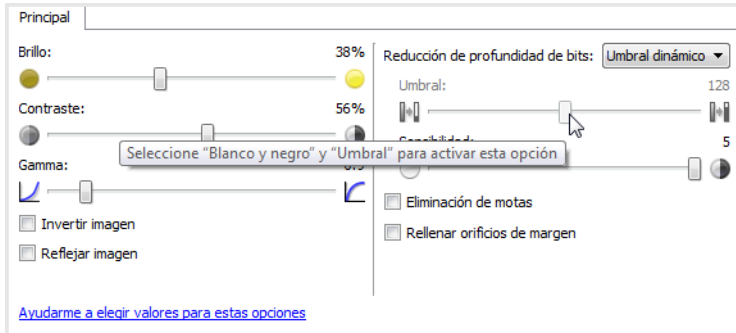 Principal
Brillo: 38%
Contraste: 56%
Gamma:
Invertir imagen
Reflejar imagen
Ayudarme a elegir valores para estas opciones
Reducción de profundidad de bits: Umbral dinámico
Umbral: 128
Sensibilidad: 5
Seleccione “Blanco y negro” y “Umbral” para activar esta opción
Eliminación de motas
Rellenar orificios de margen